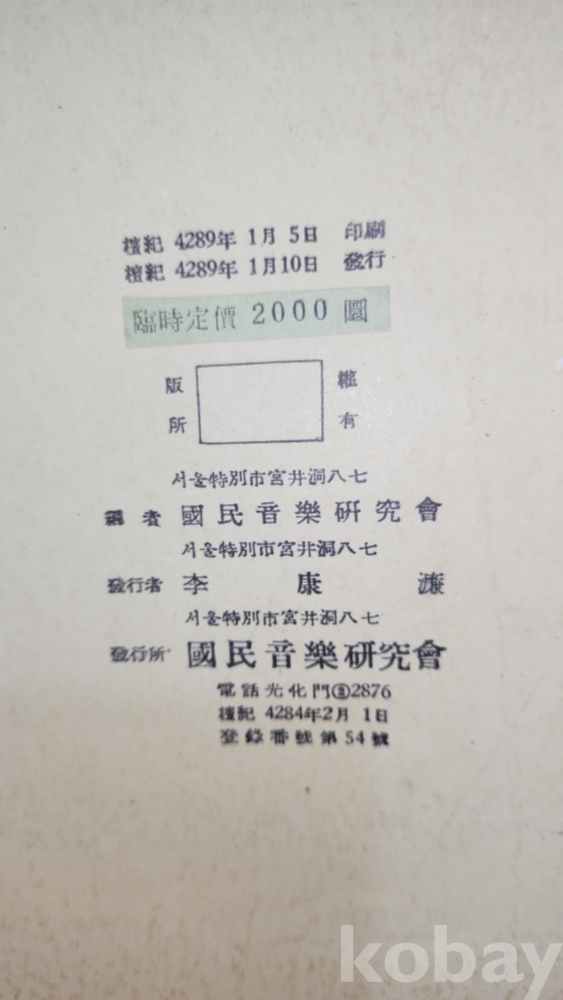 檀紀 4289年 1月 5日 印刷
檀紀 4289年 1月10日 發行
臨時定價 2000 圜
版權
所有
서울特別市宮井洞八七
編者 國民音樂硏究會
서울特別市宮井洞八七
發行者 李康濂
서울特別市宮井洞八七
發行所 國民音樂硏究會
電話光化門③2876
檀紀 4284年2月 1日
登錄番號第54號
kobay